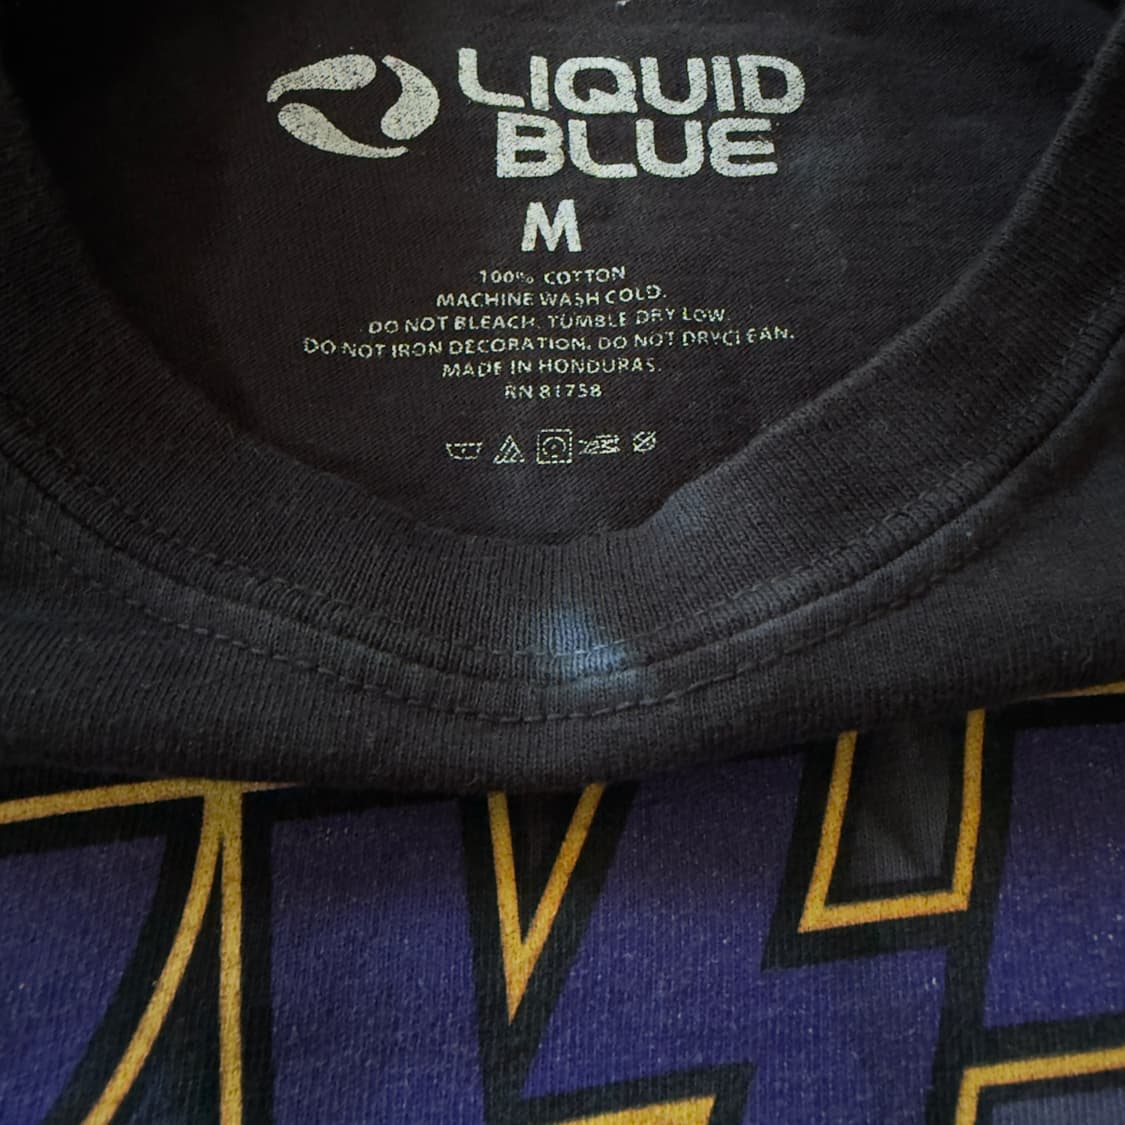 LIQUID
BLUE
M
100% COTTON
MACHINE WASH COLD.
DO NOT BLEACH. TUMBLE DRY LOW.
DO NOT IRON DECORATION. DO NOT DRYCLEAN.
MADE IN HONDURAS.
RN 81758